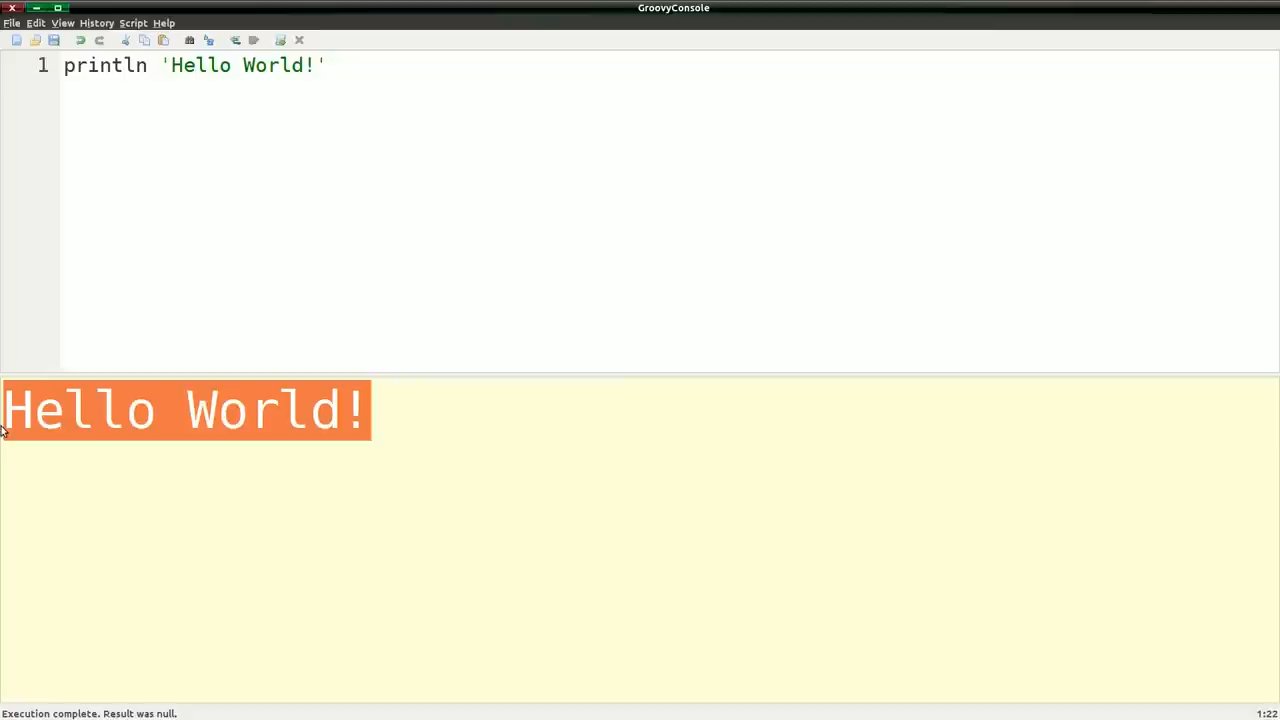 GroovyConsole
File Edit View History Script Help
1 println 'Hello World!'
Hello World!
Execution complete. Result was null.
1:22